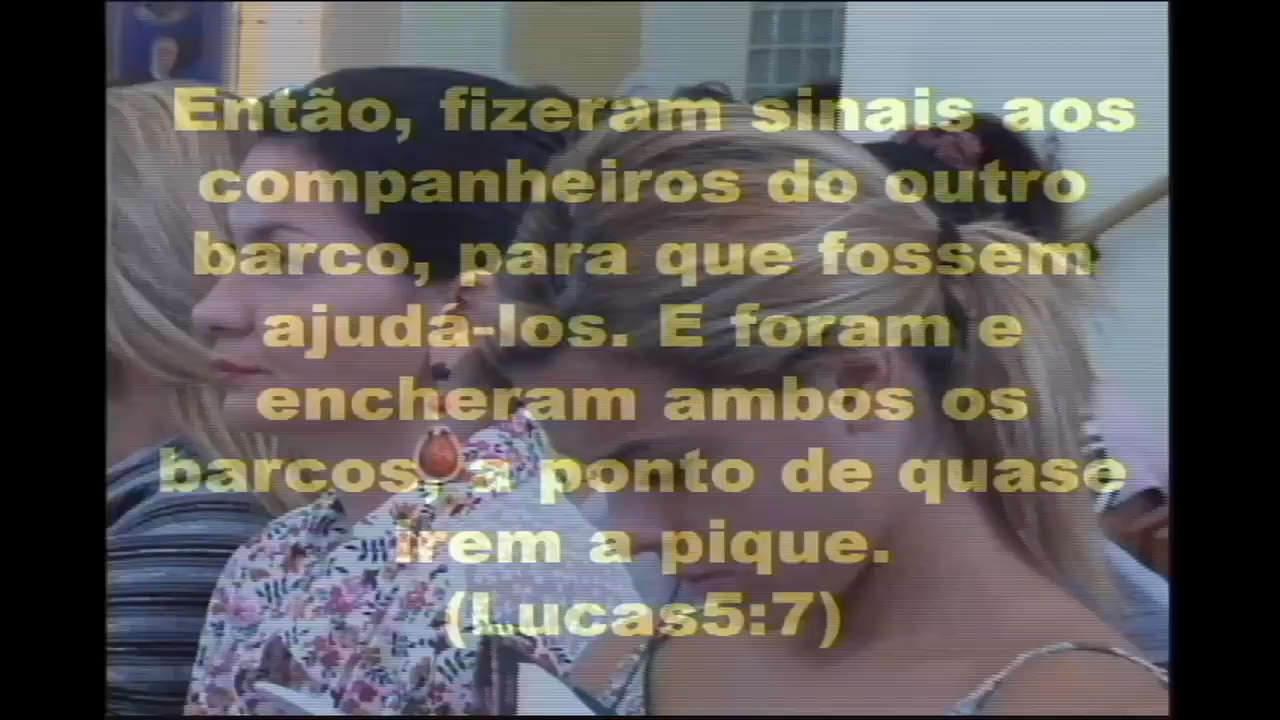 Então, fizeram sinais aos
companheiros do outro
barco, para que fossem
ajudá-los. E foram e
encheram ambos os
barcos, a ponto de quase
irem a pique.
(Lucas5:7)